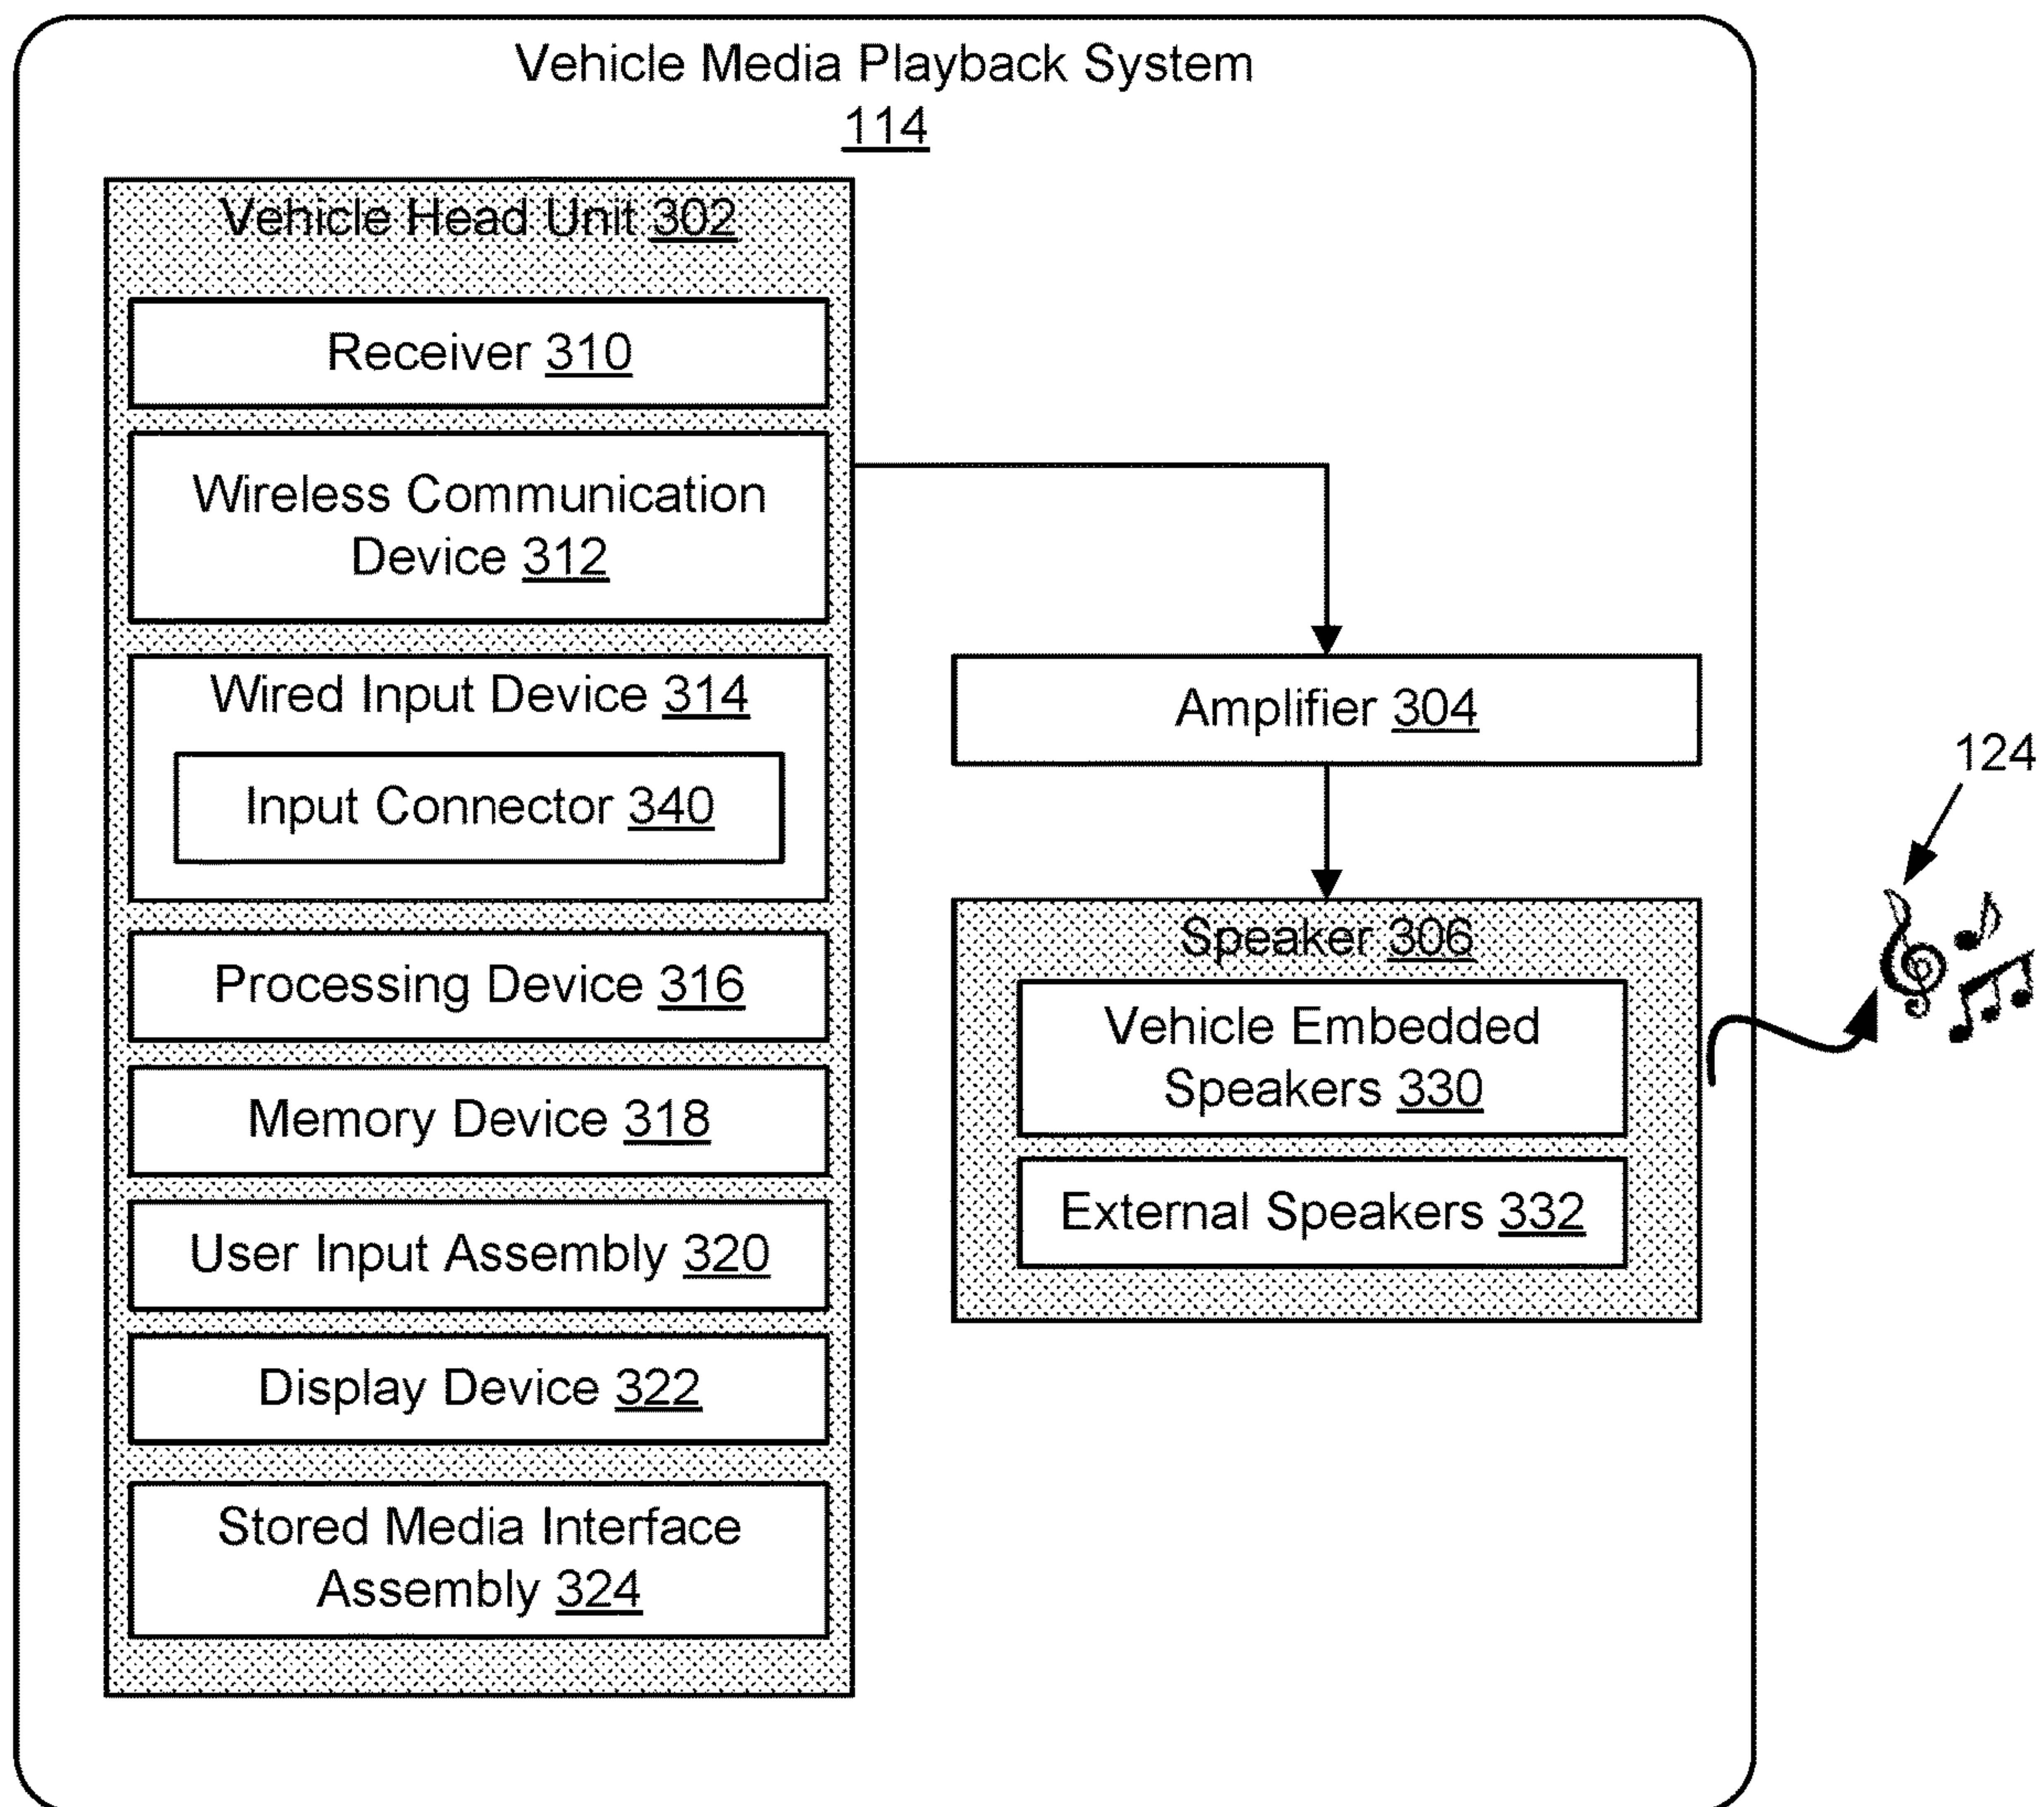 Vehicle Media Playback System
114
Vehicle Head Unit 302
Receiver 310
Wireless Communication
Device 312
Wired Input Device 314
Input Connector 340
Processing Device 316
Memory Device 318
User Input Assembly 320
Display Device 322
Stored Media Interface
Assembly 324
Amplifier 304
Speaker 306
Vehicle Embedded
Speakers 330
External Speakers 332
124